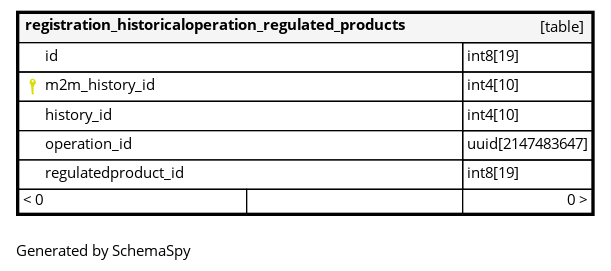 registration_historicaloperation_regulated_products [table]
id int8[19]
m2m_history_id int4[10]
history_id int4[10]
operation_id uuid[2147483647]
regulatedproduct_id int8[19]
< 0 0 >
Generated by SchemaSpy